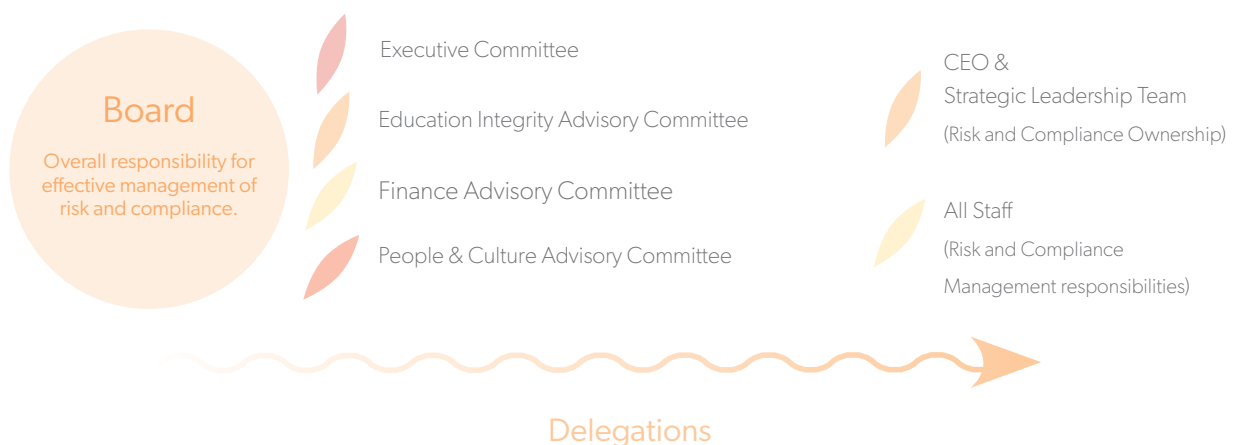 Board
Overall responsibility for
effective management of
risk and compliance.
Executive Committee
Education Integrity Advisory Committee
Finance Advisory Committee
People & Culture Advisory Committee
CEO &
Strategic Leadership Team
(Risk and Compliance Ownership)
All Staff
(Risk and Compliance
Management responsibilities)
Delegations